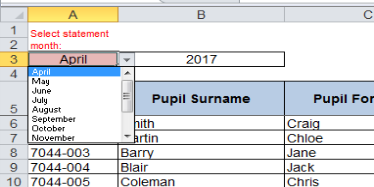 A B C
1 Select statement
2 month:
3 April 2017
4
April
May
June
July
August
September
October
November
5 Pupil Surname Pupil For
6 ith Craig
7 artin Chloe
8 7044-003 Barry Jane
9 7044-004 Blair Jack
10 7044-005 Coleman Chris